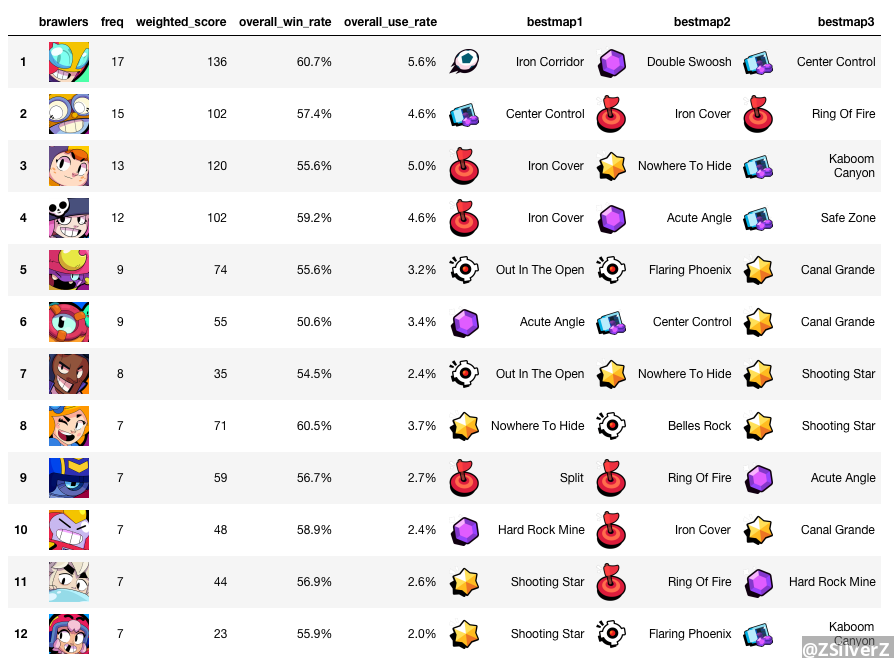 brawlers freq weighted_score overall_win_rate overall_use_rate bestmap1 bestmap2 bestmap3
1 17 136 60.7% 5.6% Iron Corridor Double Swoosh Center Control
2 15 102 57.4% 4.6% Center Control Iron Cover Ring Of Fire
3 13 120 55.6% 5.0% Iron Cover Nowhere To Hide Kaboom
Canyon
4 12 102 59.2% 4.6% Iron Cover Acute Angle Safe Zone
5 9 74 55.6% 3.2% Out In The Open Flaring Phoenix Canal Grande
6 9 55 50.6% 3.4% Acute Angle Center Control Canal Grande
7 8 35 54.5% 2.4% Out In The Open Nowhere To Hide Shooting Star
8 7 71 60.5% 3.7% Nowhere To Hide Belles Rock Shooting Star
9 7 59 56.7% 2.7% Split Ring Of Fire Acute Angle
10 7 48 58.9% 2.4% Hard Rock Mine Iron Cover Canal Grande
11 7 44 56.9% 2.6% Shooting Star Ring Of Fire Hard Rock Mine
12 7 23 55.9% 2.0% Shooting Star Flaring Phoenix Kaboom
Canyon
@ZSilverZ